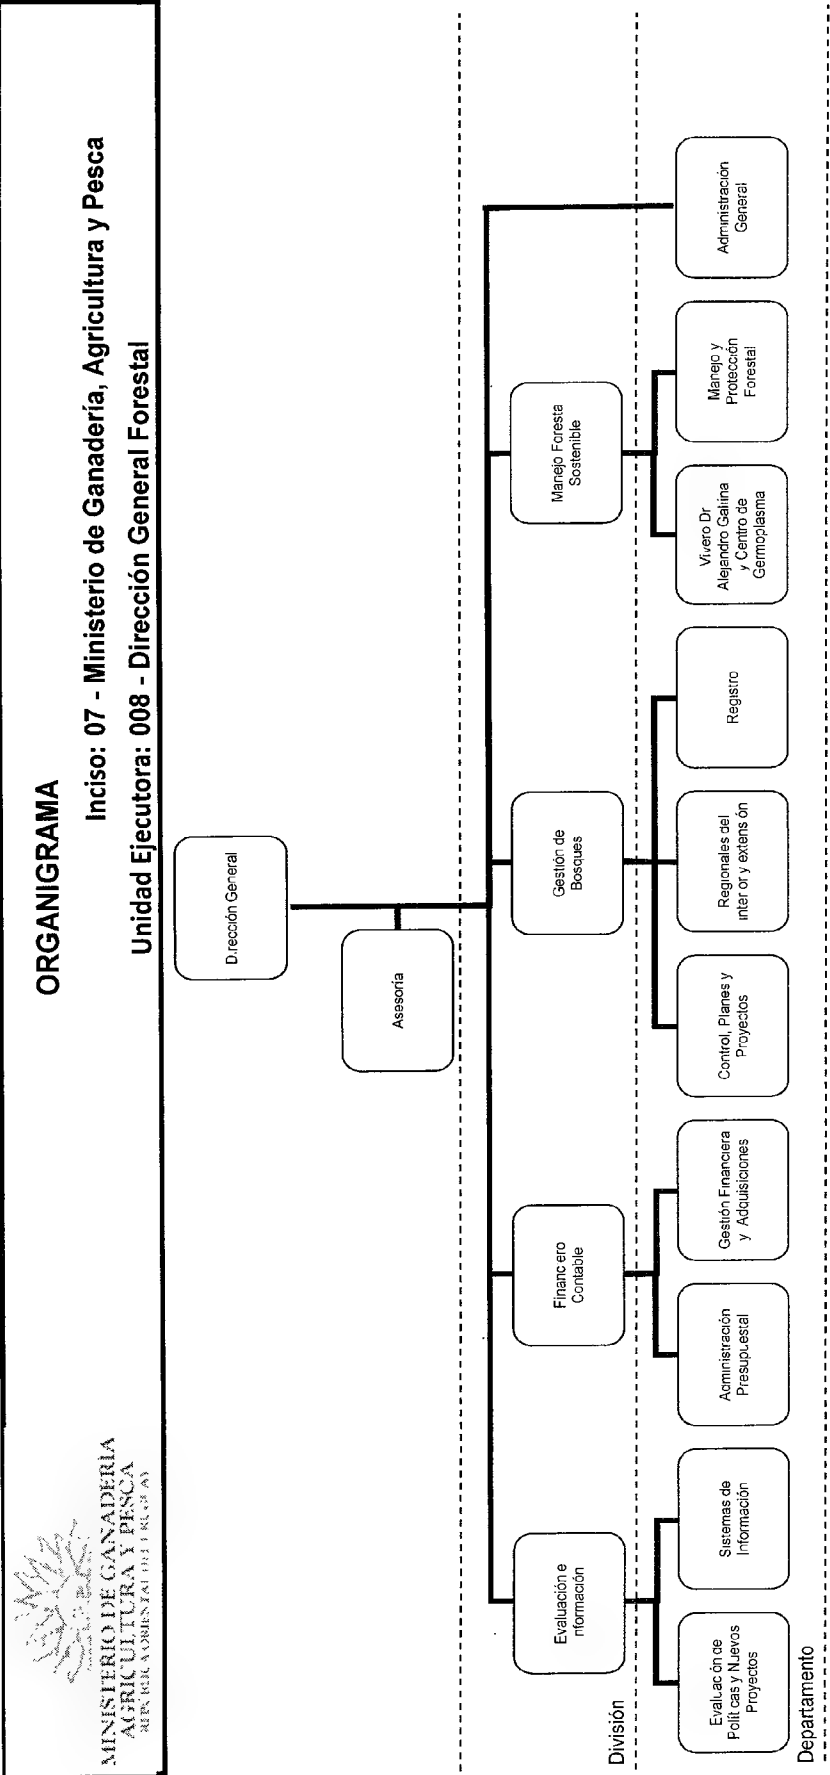 ORGANIGRAMA
Inciso: 07 - Ministerio de Ganadería, Agricultura y Pesca
Unidad Ejecutora: 008 - Dirección General Forestal
MINISTERIO DE GANADERÍA
AGRICULTURA Y PESCA
D.rección General
Asesoría
División
Evaluación e
nformación
Financ ero
Contable
Gestión de
Bosques
Manejo Foresta
Sostenible
Departamento
Evaluac ón de
Polít cas y Nuevos
Proyectos
Sistemas de
Información
Administración
Presupuestal
Gestión Financiera
y Adquisiciones
Control, Planes y
Proyectos
Regionales del
inter or y extens ón
Registro
Vivero Dr
Alejandro Gallina
y Centro de
Germoplasma
Manejo y
Protección
Forestal
Administración
General